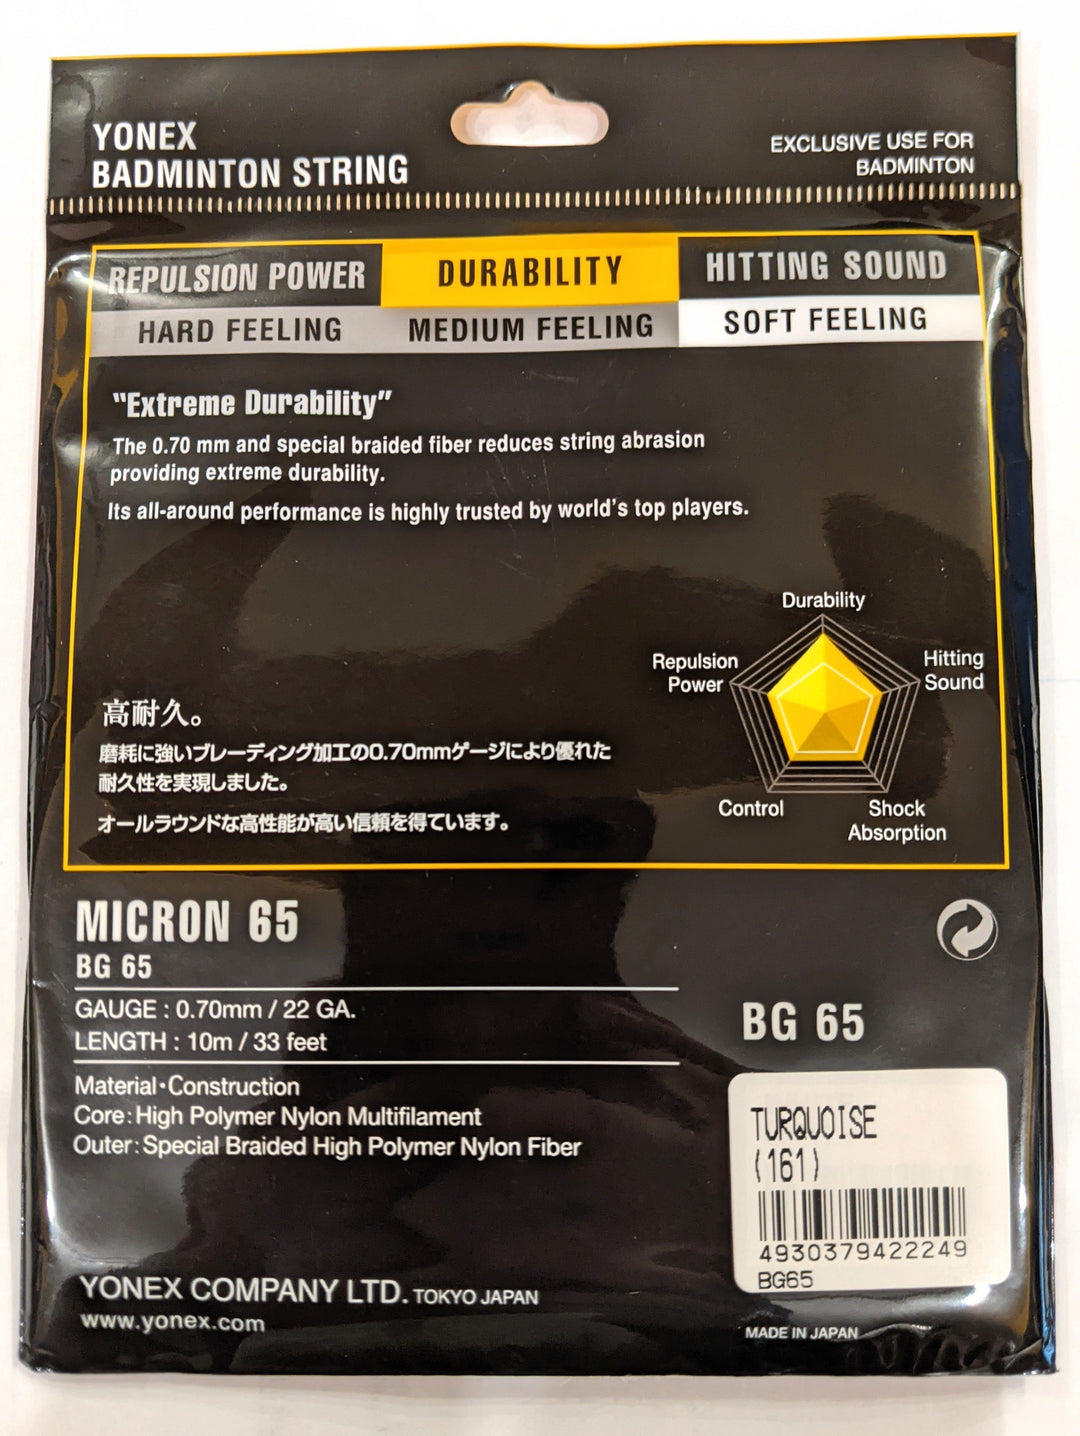 YONEX
BADMINTON STRING
EXCLUSIVE USE FOR
BADMINTON
REPULSION POWER
DURABILITY
HITTING SOUND
HARD FEELING
MEDIUM FEELING
SOFT FEELING
"Extreme Durability"
The 0.70 mm and special braided fiber reduces string abrasion
providing extreme durability.
Its all-around performance is highly trusted by world's top players.
Durability
Repulsion
Power
Hitting
Sound
Control
Shock
Absorption
高耐久。
磨耗に強いブレーディング加工の0.70mmゲージにより優れた
耐久性を実現しました。
オールラウンドな高性能が高い信頼を得ています。
MICRON 65
BG 65
GAUGE : 0.70mm / 22 GA.
LENGTH : 10m / 33 feet
Material・Construction
Core:High Polymer Nylon Multifilament
Outer:Special Braided High Polymer Nylon Fiber
BG 65
TURQUOISE
(161)
4930379422249
BG65
YONEX COMPANY LTD. TOKYO JAPAN
www.yonex.com
MADE IN JAPAN